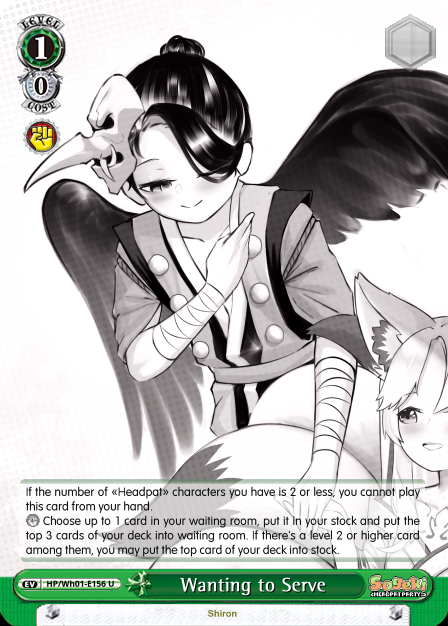 LEVEL
1
0
COST
If the number of «Headpat» characters you have is 2 or less, you cannot play
this card from your hand.
Choose up to 1 card in your waiting room, put it in your stock and put the
top 3 cards of your deck into waiting room. If there's a level 2 or higher card
among them, you may put the top card of your deck into stock.
EV HP/Wh01-E156 U Wanting to Serve Sayeki
HEADPAT PARTY
Shiron